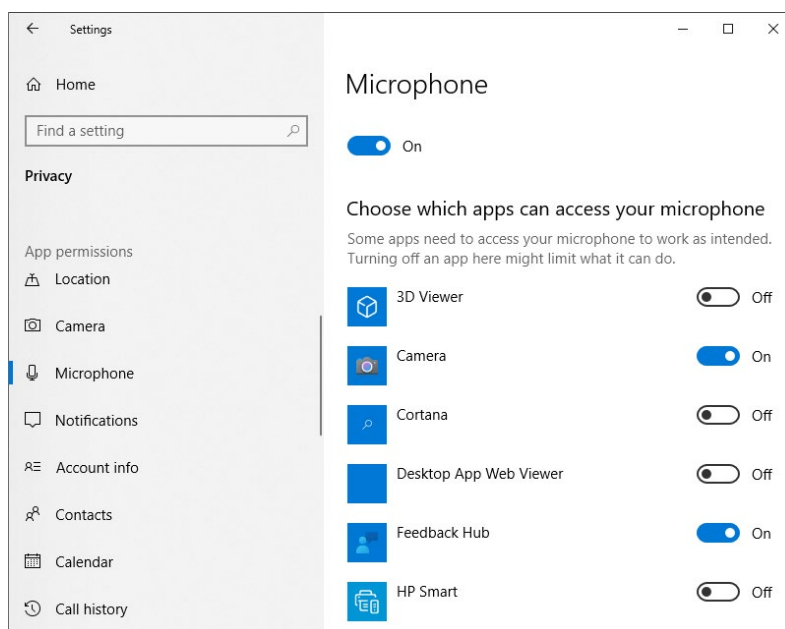 Settings
Home
Find a setting
Privacy
App permissions
Location
Camera
Microphone
Notifications
Account info
Contacts
Calendar
Call history
Microphone
On
Choose which apps can access your microphone
Some apps need to access your microphone to work as intended.
Turning off an app here might limit what it can do.
3D Viewer Off
Camera On
Cortana Off
Desktop App Web Viewer Off
Feedback Hub On
HP Smart Off